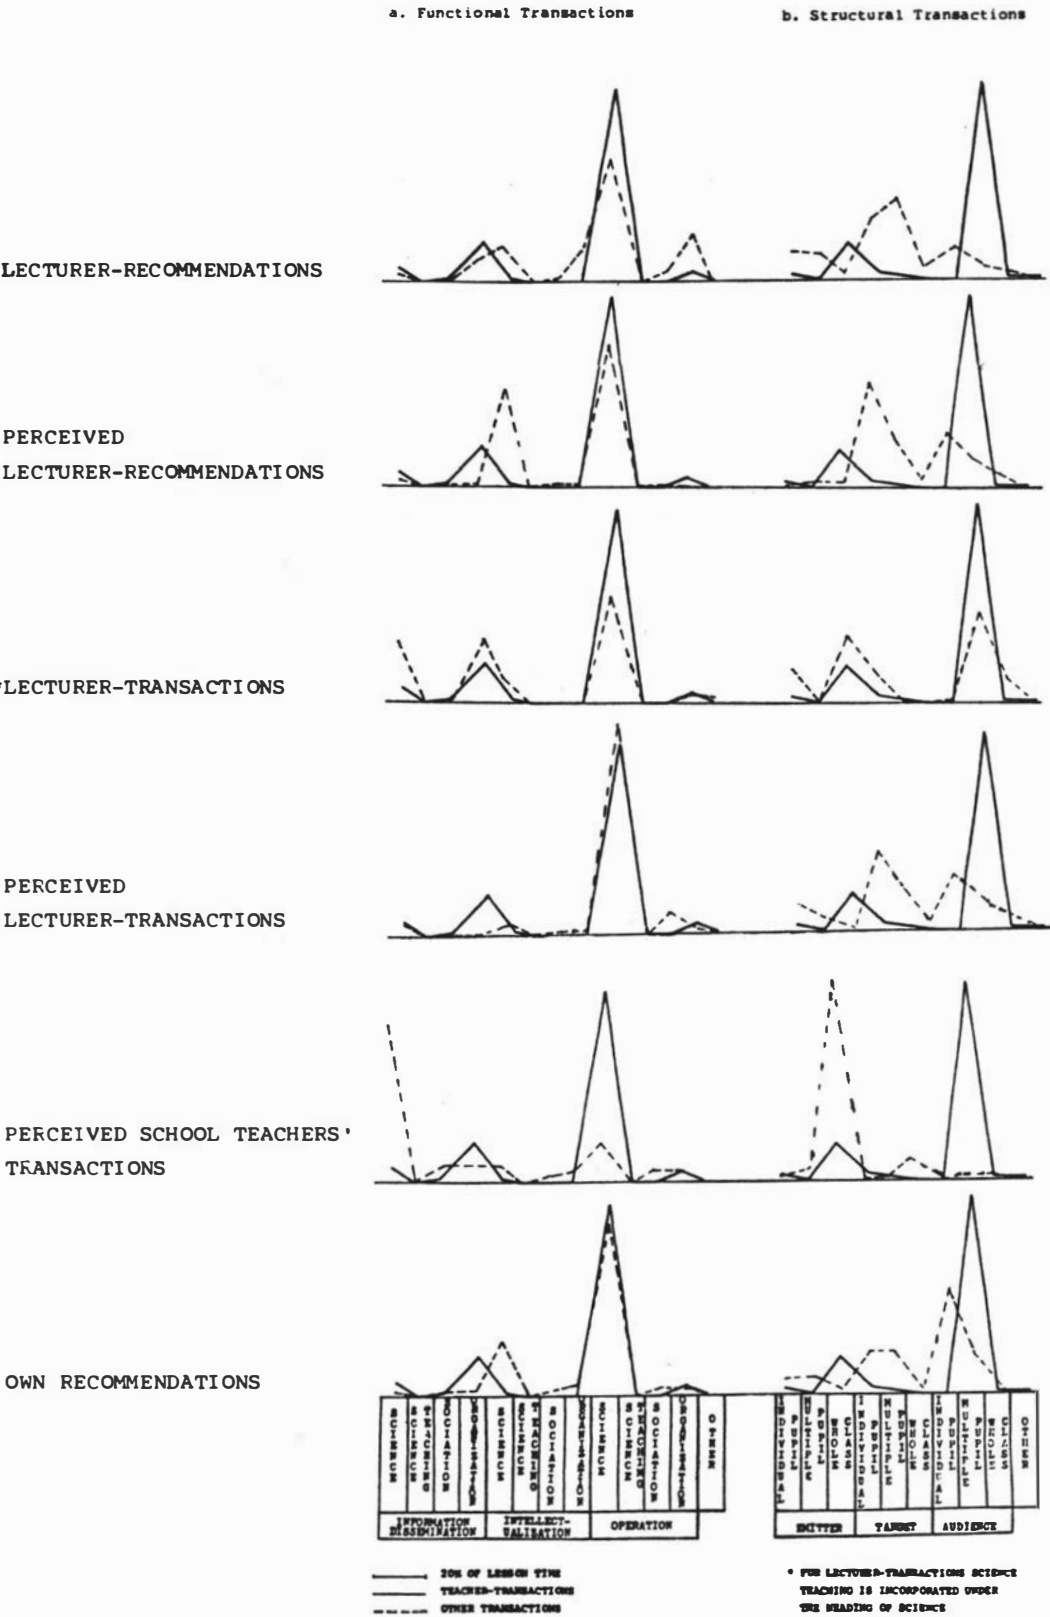 a. Functional Transactions
b. Structural Transactions
LECTURER-RECOMMENDATIONS
PERCEIVED
LECTURER-RECOMMENDATIONS
*LECTURER-TRANSACTIONS
PERCEIVED
LECTURER-TRANSACTIONS
PERCEIVED SCHOOL TEACHERS'
TRANSACTIONS
OWN RECOMMENDATIONS
SCIENCE
SCIENCE TEACHING
SOCIATION
ORGANISATION
SCIENCE
SCIENCE TEACHING
SOCIATION
ORGANISATION
SCIENCE
SCIENCE TEACHING
SOCIATION
ORGANISATION
OTHER
INFORMATION
DISSEMINATION
INTELLECT-
UALISATION
OPERATION
INDIVIDUAL PUPIL
MULTIPLE PUPIL
WHOLE CLASS
INDIVIDUAL PUPIL
MULTIPLE PUPIL
WHOLE CLASS
INDIVIDUAL PUPIL
MULTIPLE PUPIL
WHOLE CLASS
OTHER
EMITTER
TARGET
AUDIENCE
20% OF LESSON TIME
TEACHER-TRANSACTIONS
OTHER TRANSACTIONS
* FOR LECTURER-TRANSACTIONS SCIENCE
TEACHING IS INCORPORATED UNDER
THE HEADING OF SCIENCE